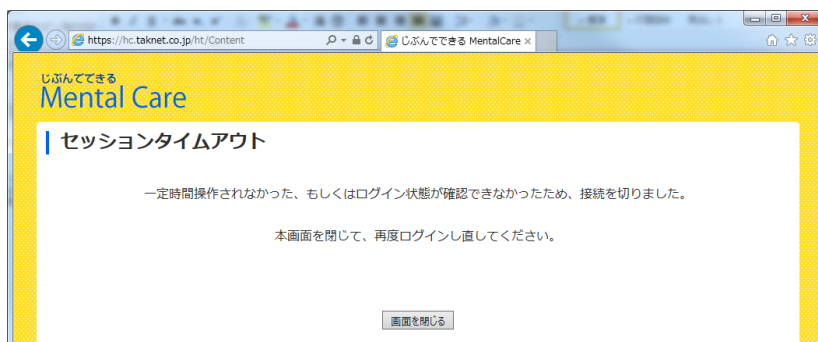 https://hc.taknet.co.jp/ht/Content
じぶんでできる MentalCare
じぶんでできる
Mental Care
セッションタイムアウト
一定時間操作されなかった、もしくはログイン状態が確認できなかったため、接続を切りました。
本画面を閉じて、再度ログインし直してください。
画面を閉じる